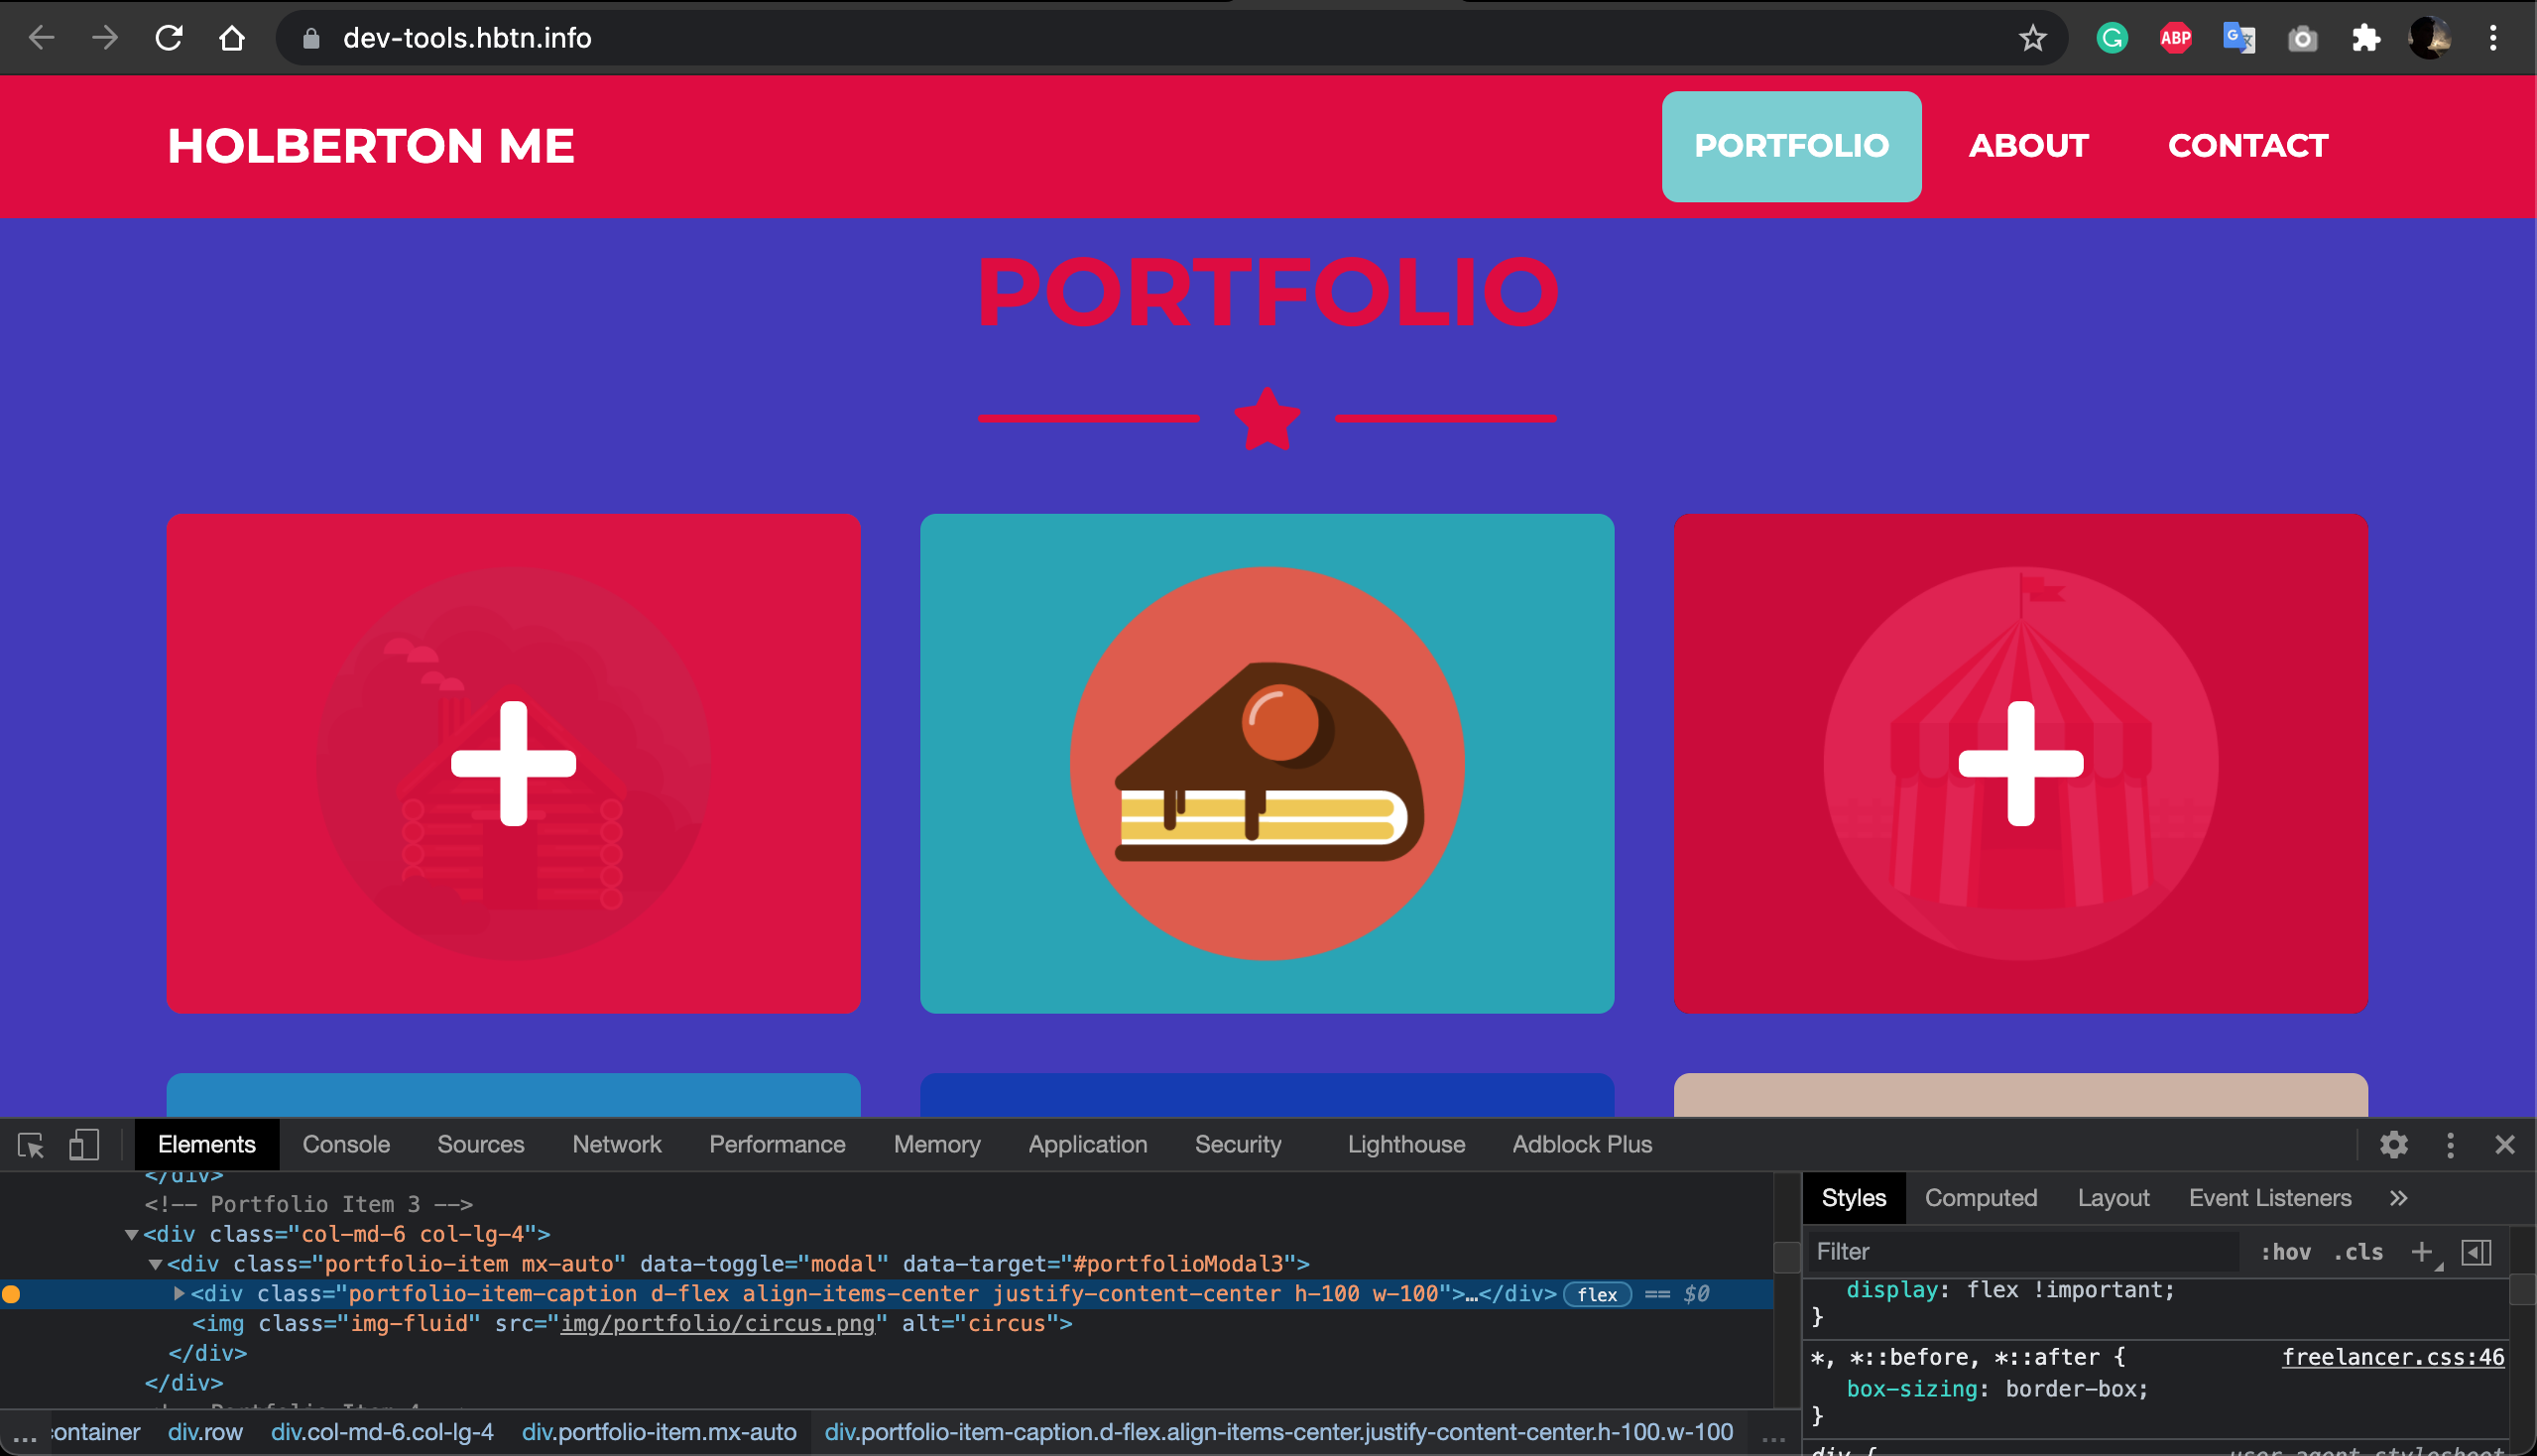 dev-tools.hbtn.info
ABP
HOLBERTON ME
PORTFOLIO
ABOUT
CONTACT
PORTFOLIO
Elements
Console
Sources
Network
Performance
Memory
Application
Security
Lighthouse
Adblock Plus
</div>
<!-- Portfolio Item 3 -->
<div class="col-md-6 col-lg-4">
<div class="portfolio-item mx-auto" data-toggle="modal" data-target="#portfolioModal3">
<div class="portfolio-item-caption d-flex align-items-center justify-content-center h-100 w-100">…</div> flex == $0
<img class="img-fluid" src="img/portfolio/circus.png" alt="circus">
</div>
</div>
<!-- Portfolio Item 4 -->
... ontainer div.row div.col-md-6.col-lg-4 div.portfolio-item.mx-auto div.portfolio-item-caption.d-flex.align-items-center.justify-content-center.h-100.w-100 ...
Styles
Computed
Layout
Event Listeners
Filter
:hov
.cls
display: flex !important;
}
*, *::before, *::after { freelancer.css:46
box-sizing: border-box;
}
div { user agent stylesheet